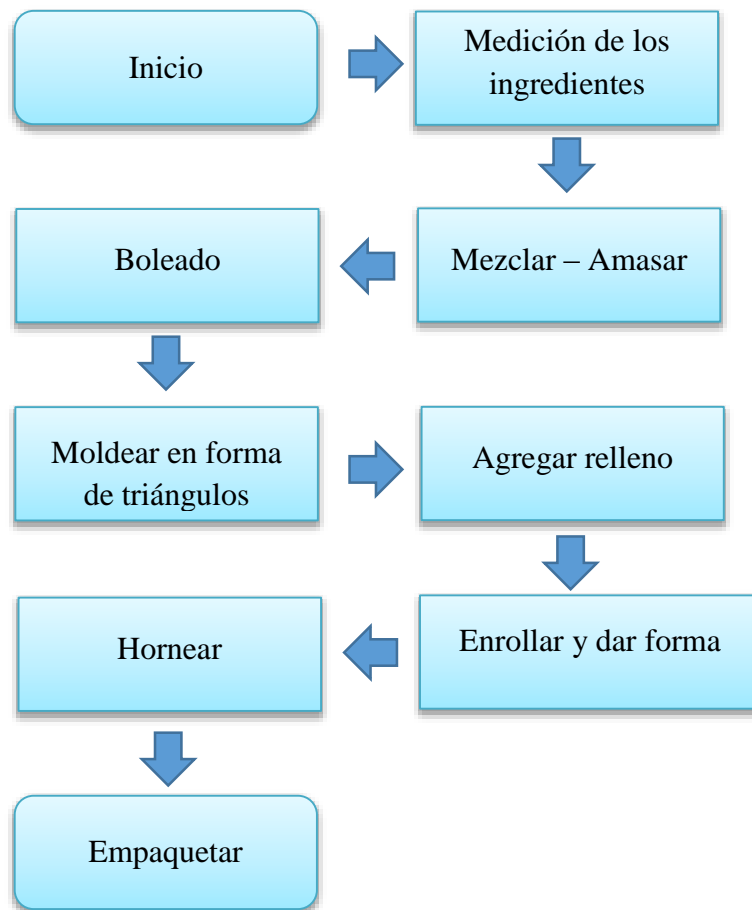 Inicio
Medición de los
ingredientes
Mezclar – Amasar
Boleado
Moldear en forma
de triángulos
Agregar relleno
Enrollar y dar forma
Hornear
Empaquetar